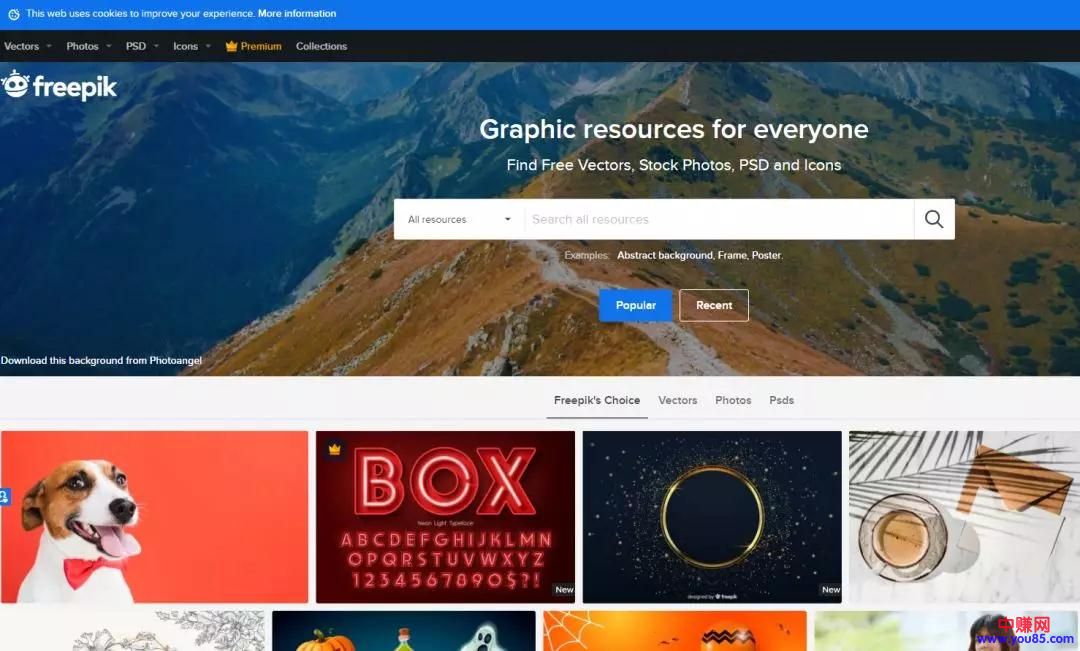 This web uses cookies to improve your experience. More information
Vectors Photos PSD Icons Premium Collections
freepik
Graphic resources for everyone
Find Free Vectors, Stock Photos, PSD and Icons
All resources Search all resources
Examples: Abstract background, Frame, Poster.
Popular Recent
Download this background from Photoangel
Freepik's Choice Vectors Photos Psds
BOX
Neon Light Typeface
ABCDEFGHIJKLMN
OPQRSTUVWXYZ
1234567890$?!
New
designed by freepik
New
中赚网
www.you85.com